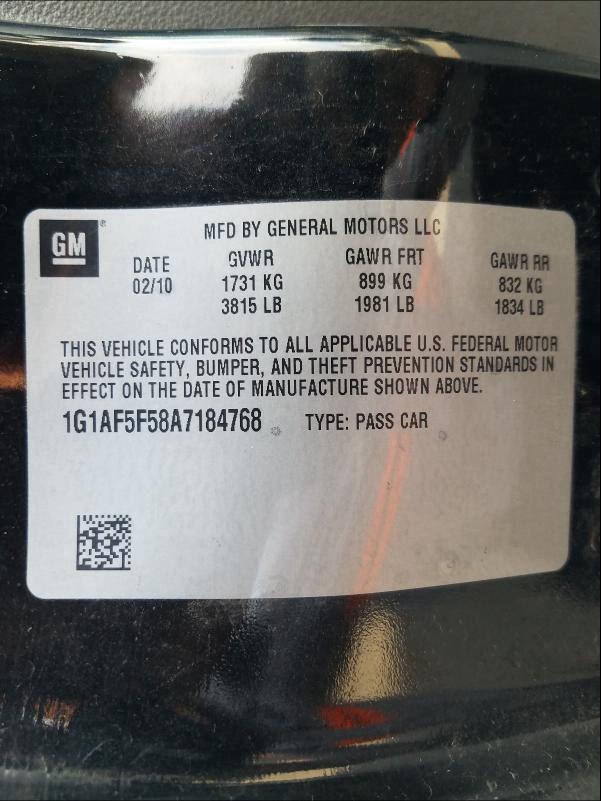 GM®
MFD BY GENERAL MOTORS LLC
DATE GVWR GAWR FRT GAWR RR
02/10 1731 KG 899 KG 832 KG
3815 LB 1981 LB 1834 LB
THIS VEHICLE CONFORMS TO ALL APPLICABLE U.S. FEDERAL MOTOR
VEHICLE SAFETY, BUMPER, AND THEFT PREVENTION STANDARDS IN
EFFECT ON THE DATE OF MANUFACTURE SHOWN ABOVE.
1G1AF5F58A7184768 TYPE: PASS CAR